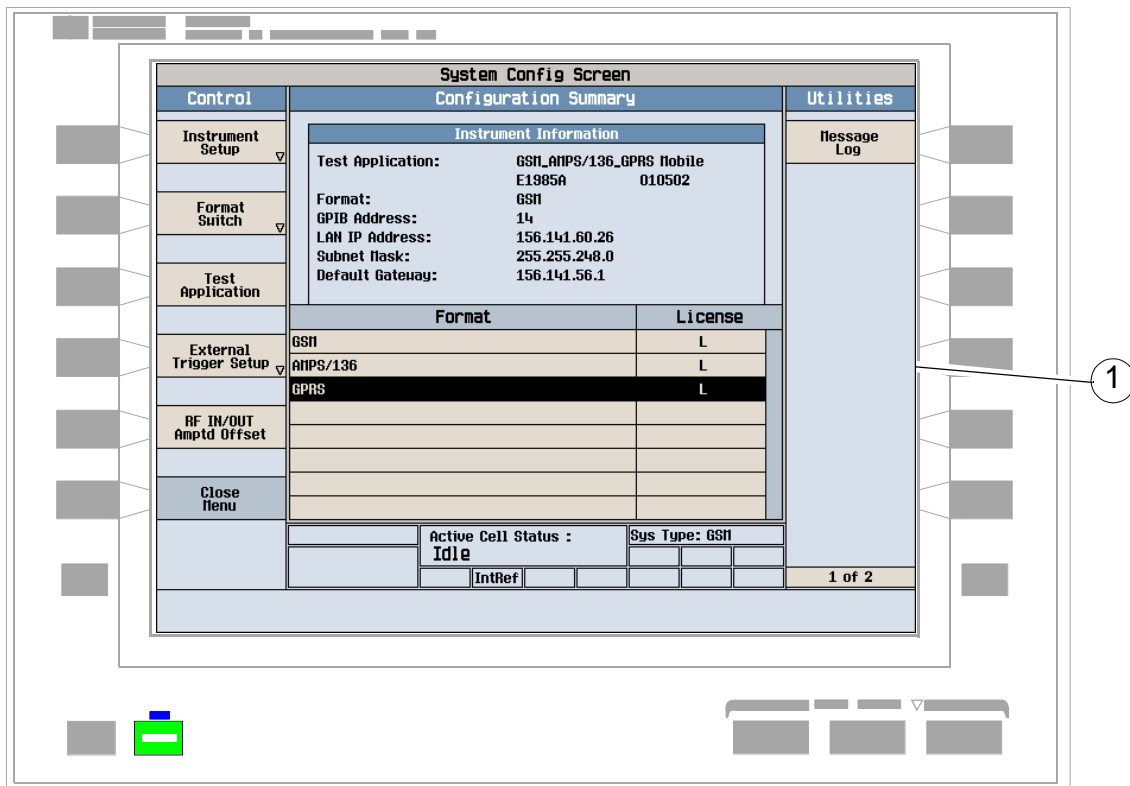 System Config Screen
Control
Configuration Summary
Utilities
Instrument
Setup
Format
Switch
Test
Application
External
Trigger Setup
RF IN/OUT
Amptd Offset
Close
Menu
Instrument Information
Test Application: GSM_AMPS/136_GPRS Mobile
E1985A 010502
Format: GSM
GPIB Address: 14
LAN IP Address: 156.141.60.26
Subnet Mask: 255.255.248.0
Default Gateway: 156.141.56.1
Format License
GSM L
AMPS/136 L
GPRS L
Active Cell Status :
Idle
Sys Type: GSM
IntRef
Message
Log
1 of 2
1